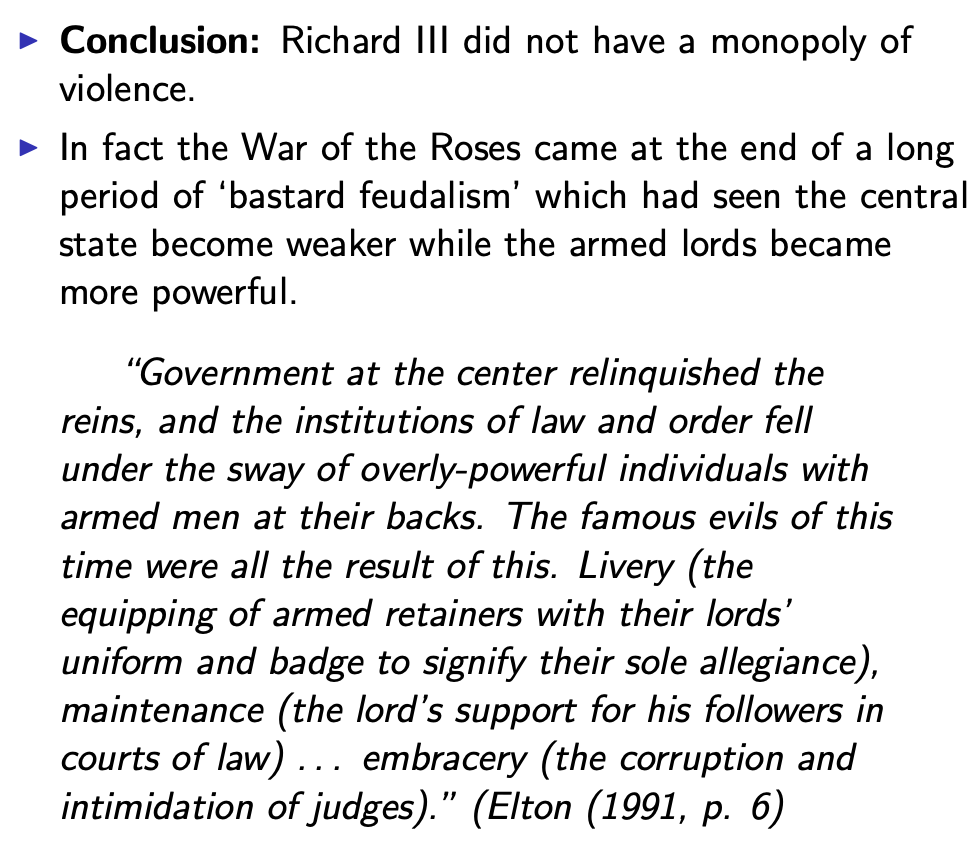 ▶ Conclusion: Richard III did not have a monopoly of
violence.
▶ In fact the War of the Roses came at the end of a long
period of ‘bastard feudalism’ which had seen the central
state become weaker while the armed lords became
more powerful.
“Government at the center relinquished the
reins, and the institutions of law and order fell
under the sway of overly-powerful individuals with
armed men at their backs. The famous evils of this
time were all the result of this. Livery (the
equipping of armed retainers with their lords’
uniform and badge to signify their sole allegiance),
maintenance (the lord’s support for his followers in
courts of law) . . . embracery (the corruption and
intimidation of judges).” (Elton (1991, p. 6)